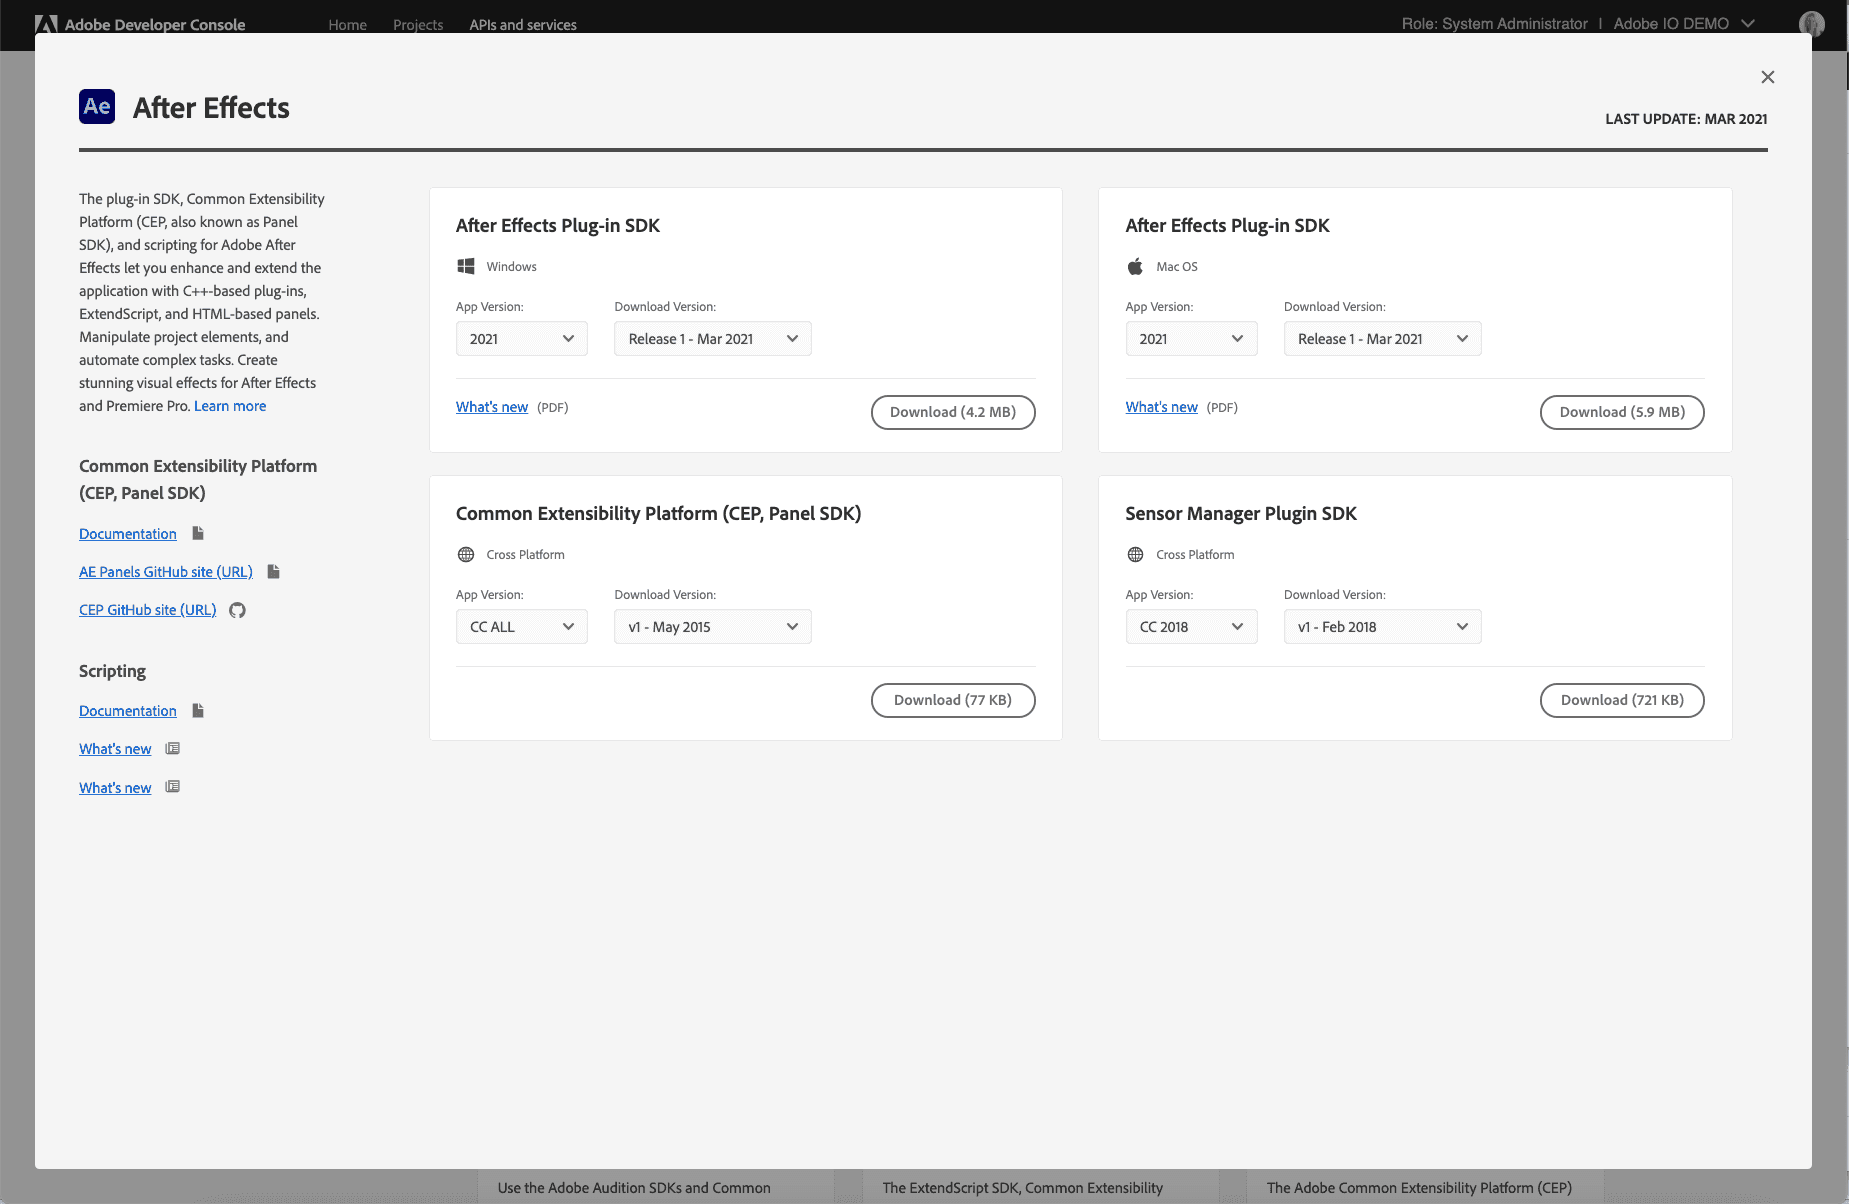 Adobe Developer Console
Home
Projects
APIs and services
Role: System Administrator | Adobe IO DEMO
Ae After Effects
LAST UPDATE: MAR 2021
The plug-in SDK, Common Extensibility
Platform (CEP, also known as Panel
SDK), and scripting for Adobe After
Effects let you enhance and extend the
application with C++-based plug-ins,
ExtendScript, and HTML-based panels.
Manipulate project elements, and
automate complex tasks. Create
stunning visual effects for After Effects
and Premiere Pro. Learn more
Common Extensibility Platform
(CEP, Panel SDK)
Documentation
AE Panels GitHub site (URL)
CEP GitHub site (URL)
Scripting
Documentation
What's new
What's new
After Effects Plug-in SDK
Windows
App Version: Download Version:
2021 Release 1 - Mar 2021
What's new (PDF) Download (4.2 MB)
After Effects Plug-in SDK
Mac OS
App Version: Download Version:
2021 Release 1 - Mar 2021
What's new (PDF) Download (5.9 MB)
Common Extensibility Platform (CEP, Panel SDK)
Cross Platform
App Version: Download Version:
CC ALL v1 - May 2015
Download (77 KB)
Sensor Manager Plugin SDK
Cross Platform
App Version: Download Version:
CC 2018 v1 - Feb 2018
Download (721 KB)
Use the Adobe Audition SDKs and Common
The ExtendScript SDK, Common Extensibility
The Adobe Common Extensibility Platform (CEP)